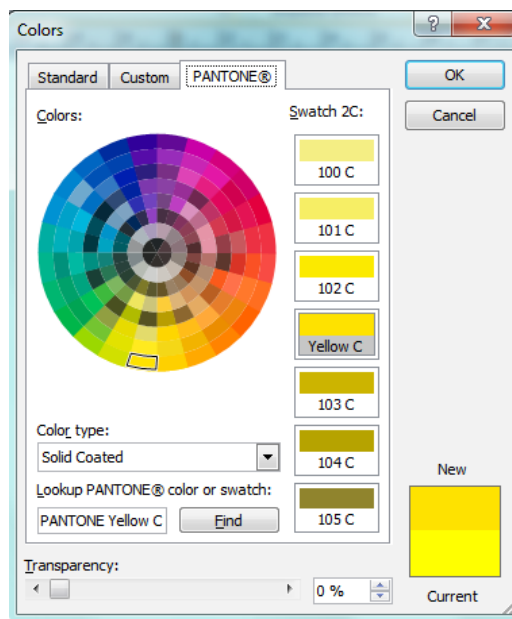 Colors
?
X
Standard
Custom
PANTONE®
OK
Cancel
Colors:
Swatch 2C:
100 C
101 C
102 C
Yellow C
103 C
104 C
105 C
Color type:
Solid Coated
Lookup PANTONE® color or swatch:
PANTONE Yellow C
Find
New
Current
Transparency:
0 %